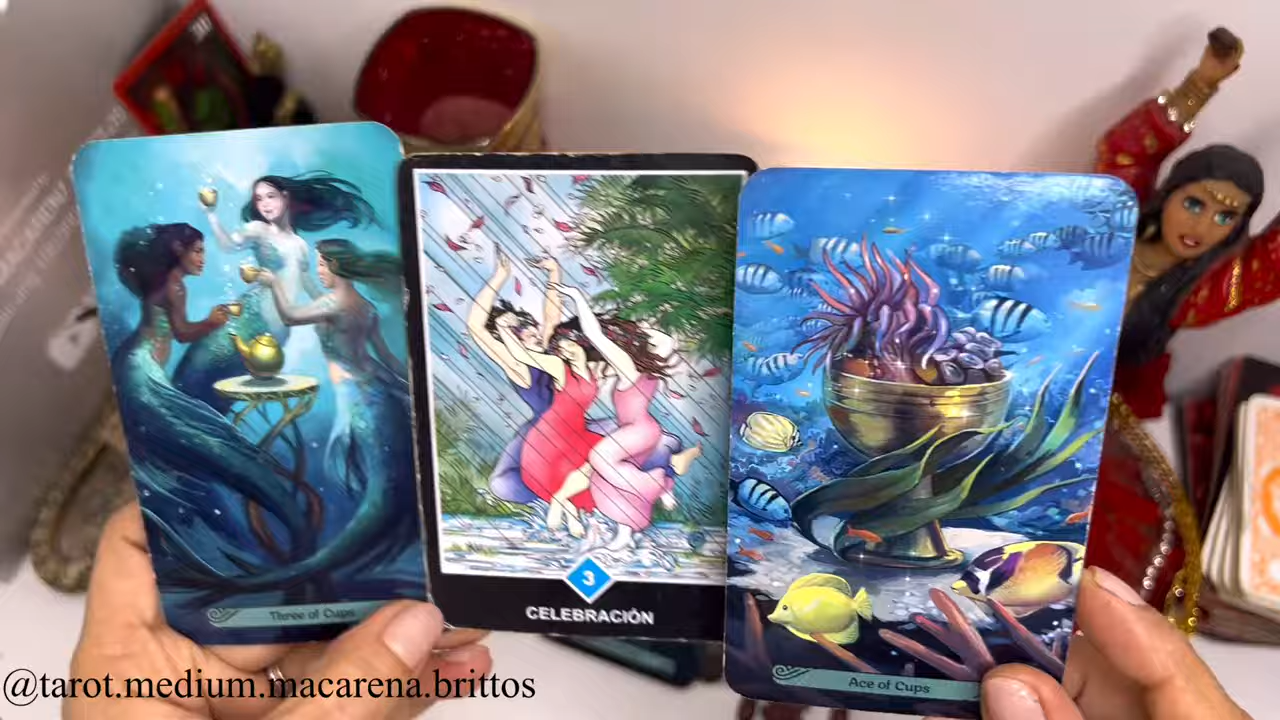 Three of Cups
3
CELEBRACIÓN
Ace of Cups
@tarot.medium.macarena.brittos